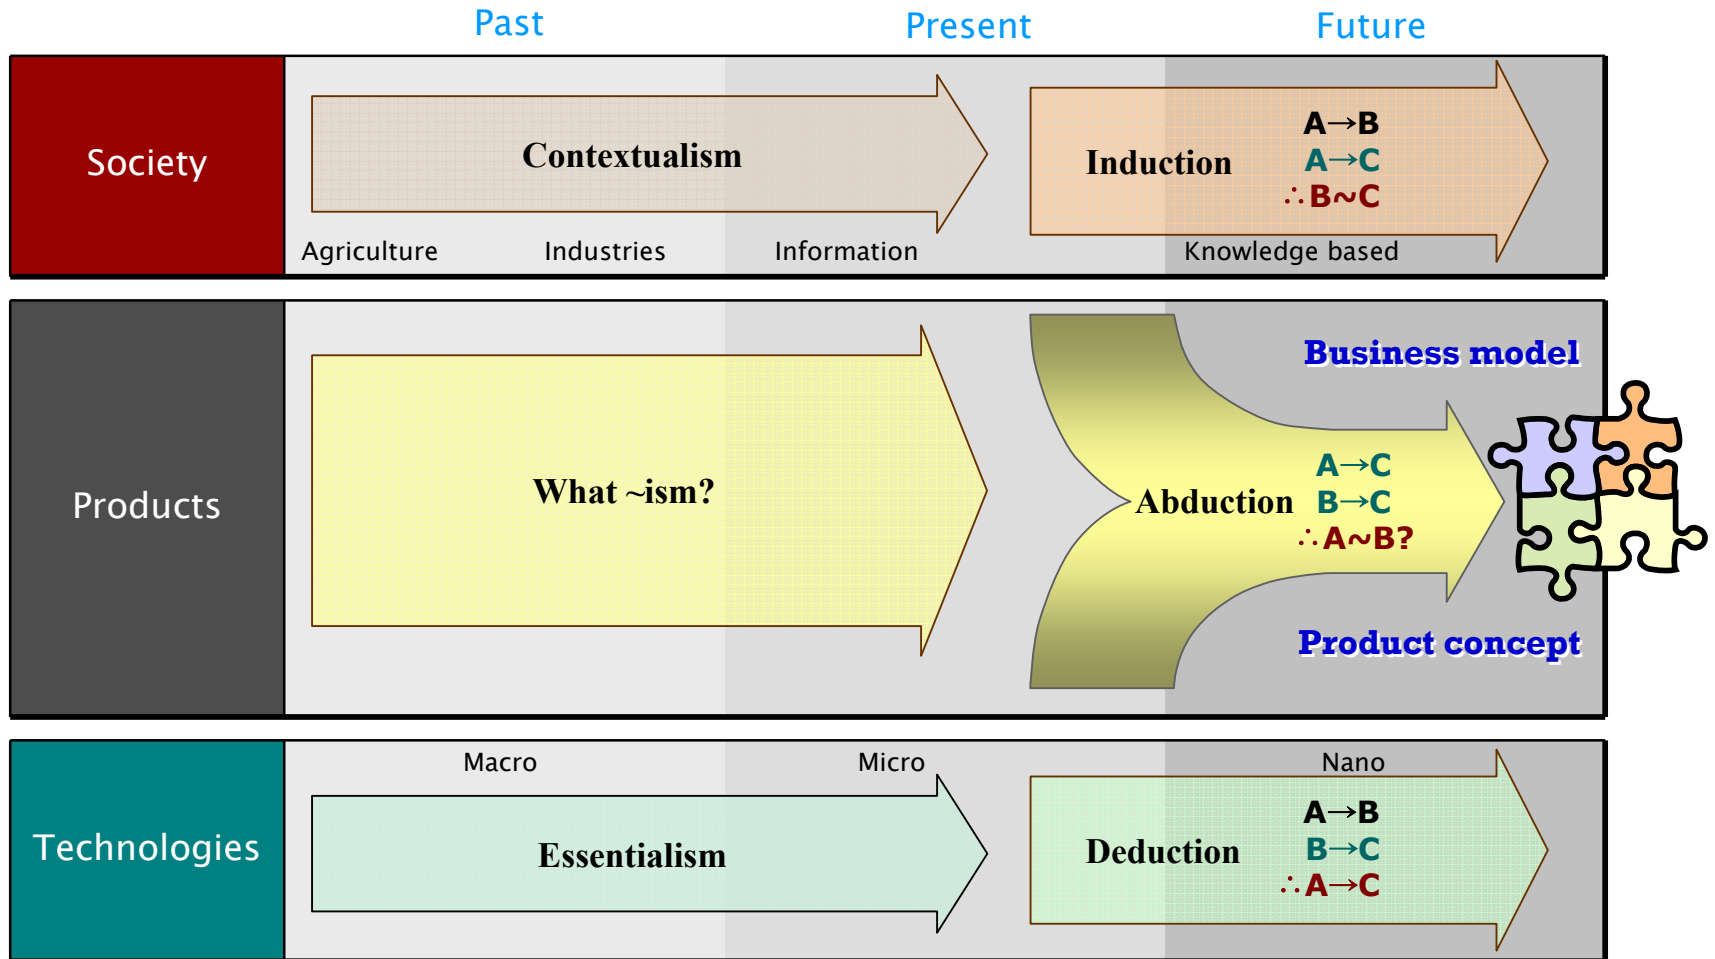 Past
Present
Future
Society
Contextualism
Induction
A→B
A→C
∴B~C
Agriculture
Industries
Information
Knowledge based
Products
What ~ism?
Business model
Abduction
A→C
B→C
∴A~B?
Product concept
Technologies
Macro
Micro
Nano
Essentialism
Deduction
A→B
B→C
∴A→C